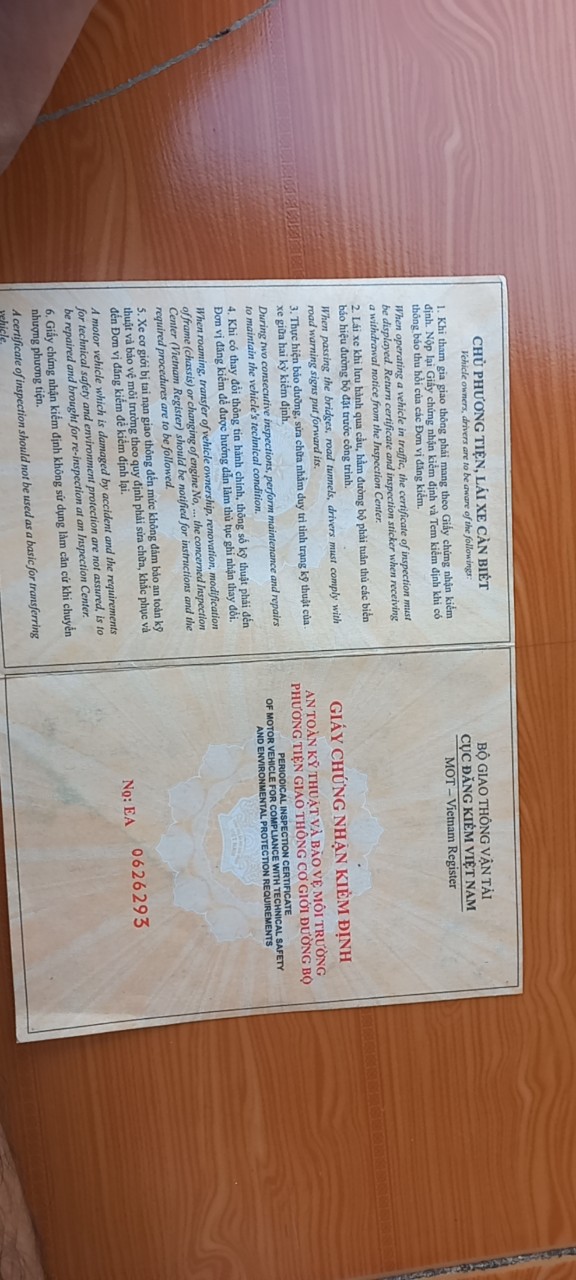 CHỦ PHƯƠNG TIỆN, LÁI XE CẦN BIẾT
Vehicle owners, drivers are to be aware of the followings:
1. Khi tham gia giao thông phải mang theo Giấy chứng nhận kiểm
định. Nộp lại Giấy chứng nhận kiểm định và Tem kiểm định khi có
thông báo thu hồi của các Đơn vị đăng kiểm.
When operating a vehicle in traffic, the certificate of inspection must
be dsplayed. Return certificate and inspection sticker when receiving
a withdrawal notice from the Inspection Center.
2. Lái xe khi lưu hành qua cầu, hầm đường bộ phải tuân thủ các biển
báo hiệu đường bộ đặt trước công trình.
When passing the bridges, road tunnels, drivers must comply with
road warning signs put forward its.
3. Thực hiện bảo dưỡng, sửa chữa nhằm duy trì tình trạng kỹ thuật của
xe giữa hai kỳ kiểm định.
During two consecutive inspections, perform maintenance and repairs
to maintain the vehicle's technical condition.
4. Khi có thay đổi thông tin hành chính, thông số kỹ thuật phải đến
Đơn vị đăng kiểm để được hướng dẫn làm thủ tục ghi nhận thay đổi.
When roaming, transfer of vehicle ownership, renovation, modification
of frame (chassis) or changing of engine No, ... the concerned Inspection
Center (Vietnam Register) should be notified for instructions and the
required procedures are to be followed.
5. Xe cơ giới bị tai nạn giao thông đến mức không đảm bảo an toàn kỹ
thuật và bảo vệ môi trường theo quy định phải sửa chữa, khắc phục và
đến Đơn vị đăng kiểm để kiểm định lại.
A motor vehicle which is damaged by accident and the requirements
for technical safety and environment protection are not assured, is to
be repaired and brought for re-inspection at an Inspection Center.
6. Giấy chứng nhận kiểm định không sử dụng làm căn cứ khi chuyển
nhượng phương tiện.
A certificate of inspection should not be used as a basic for transferring
vehicle.
BỘ GIAO THÔNG VẬN TẢI
CỤC ĐĂNG KIỂM VIỆT NAM
MOT – Vietnam Register
GIẤY CHỨNG NHẬN KIỂM ĐỊNH
AN TOÀN KỸ THUẬT VÀ BẢO VỆ MÔI TRƯỜNG
PHƯƠNG TIỆN GIAO THÔNG CƠ GIỚI ĐƯỜNG BỘ
PERIODICAL INSPECTION CERTIFICATE
OF MOTOR VEHICLE FOR COMPLIANCE WITH TECHNICAL SAFETY
AND ENVIRONMENTAL PROTECTION REQUIREMENTS
No: EA 0626293